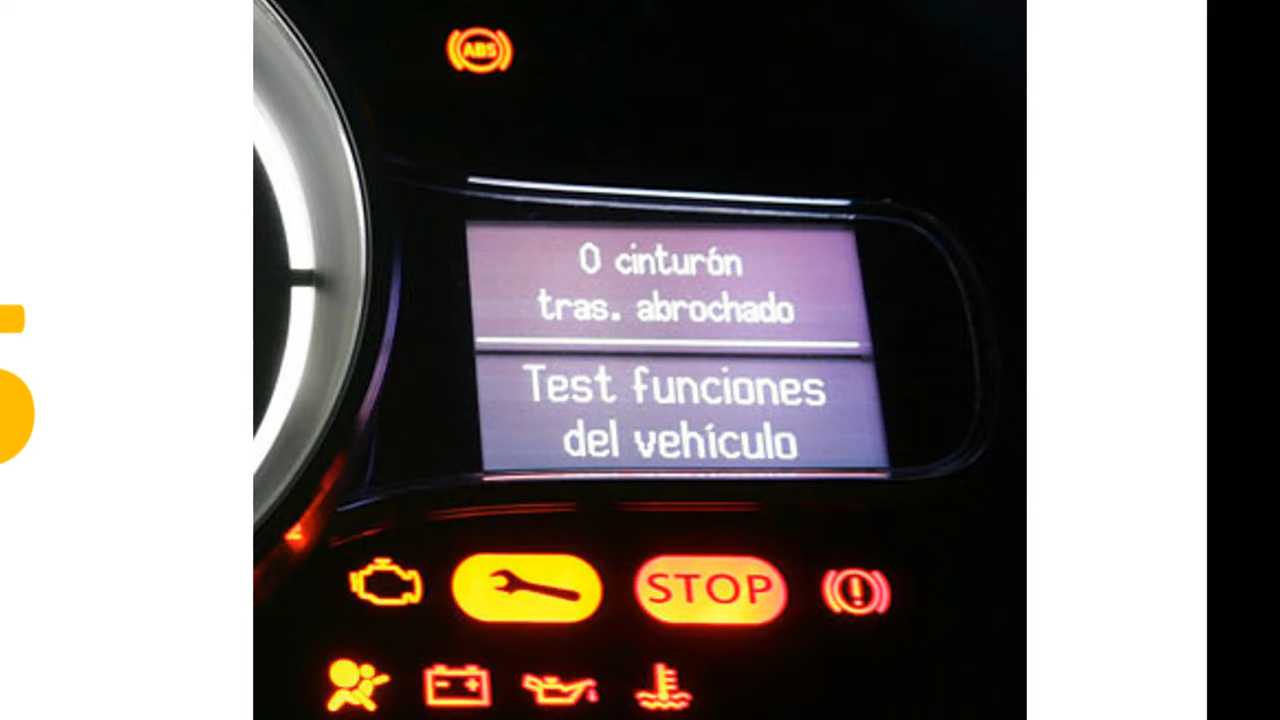 ABS
0 cinturón
tras. abrochado
Test funciones
del vehículo
STOP